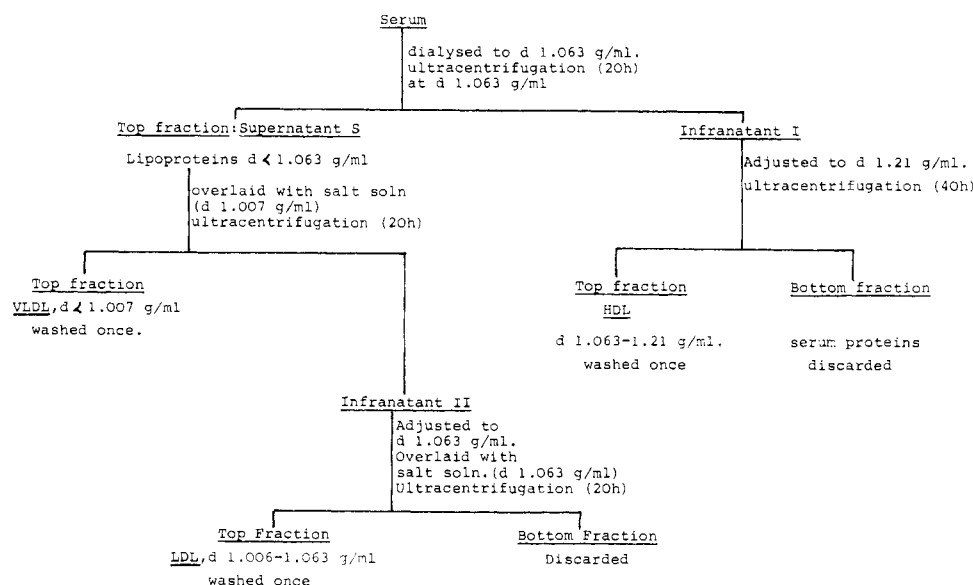 Serum
dialysed to d 1.063 g/ml.
ultracentrifugation (20h)
at d 1.063 g/ml
Top fraction:Supernatant S
Lipoproteins d < 1.063 g/ml
overlaid with salt soln
(d 1.007 g/ml)
ultracentrifugation (20h)
Top fraction
VLDL,d < 1.007 g/ml
washed once.
Infranatant I
Adjusted to d 1.21 g/ml.
ultracentrifugation (40h)
Top fraction
HDL
d 1.063-1.21 g/ml.
washed once
Bottom fraction
serum proteins
discarded
Infranatant II
Adjusted to
d 1.063 g/ml.
Overlaid with
salt soln.(d 1.063 g/ml)
Ultracentrifugation (20h)
Top Fraction
LDL,d 1.006-1.063 g/ml
washed once
Bottom Fraction
Discarded